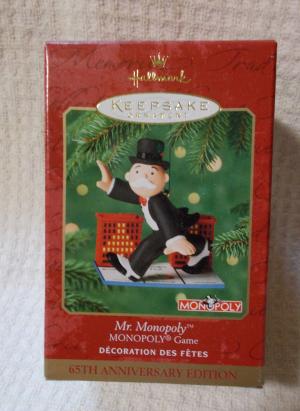 Hallmark
KEEPSAKE
ORNAMENT
MONOPOLY
Mr. Monopoly™
MONOPOLY® Game
DÉCORATION DES FÊTES
65TH ANNIVERSARY EDITION